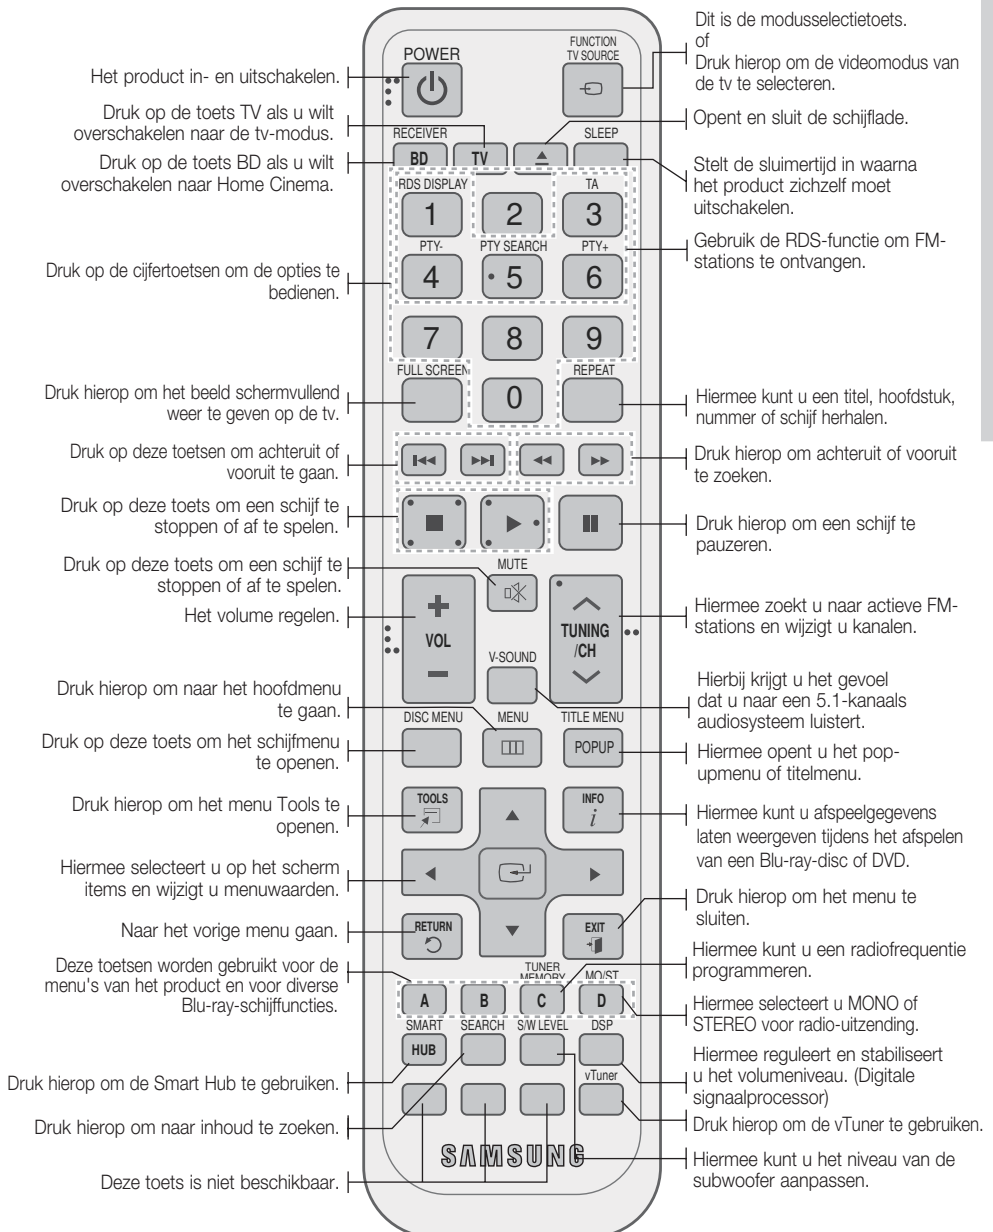 POWER
FUNCTION
TV SOURCE
RECEIVER
SLEEP
BD
TV
RDS DISPLAY
TA
1
2
3
PTY-
PTY SEARCH
PTY+
4
5
6
7
8
9
FULL SCREEN
REPEAT
0
MUTE
VOL
TUNING
/CH
V-SOUND
DISC MENU
MENU
TITLE MENU
POPUP
TOOLS
INFO
i
RETURN
EXIT
TUNER
MEMORY
MO/ST
A
B
C
D
SMART
SEARCH
S/W LEVEL
DSP
HUB
vTuner
SAMSUNG
Het product in- en uitschakelen.
Druk op de toets TV als u wilt
overschakelen naar de tv-modus.
Druk op de toets BD als u wilt
overschakelen naar Home Cinema.
Druk op de cijfertoetsen om de opties te
bedienen.
Druk hierop om het beeld schermvullend
weer te geven op de tv.
Druk op deze toetsen om achteruit of
vooruit te gaan.
Druk op deze toets om een schijf te
stoppen of af te spelen.
Druk op deze toets om een schijf te
stoppen of af te spelen.
Het volume regelen.
Druk hierop om naar het hoofdmenu
te gaan.
Druk op deze toets om het schijfmenu
te openen.
Druk hierop om het menu Tools te
openen.
Hiermee selecteert u op het scherm
items en wijzigt u menuwaarden.
Naar het vorige menu gaan.
Deze toetsen worden gebruikt voor de
menu's van het product en voor diverse
Blu-ray-schijffuncties.
Druk hierop om de Smart Hub te gebruiken.
Druk hierop om naar inhoud te zoeken.
Deze toets is niet beschikbaar.
Dit is de modusselectietoets.
of
Druk hierop om de videomodus van
de tv te selecteren.
Opent en sluit de schijflade.
Stelt de sluimertijd in waarna
het product zichzelf moet
uitschakelen.
Gebruik de RDS-functie om FM-
stations te ontvangen.
Hiermee kunt u een titel, hoofdstuk,
nummer of schijf herhalen.
Druk hierop om achteruit of vooruit
te zoeken.
Druk hierop om een schijf te
pauzeren.
Hiermee zoekt u naar actieve FM-
stations en wijzigt u kanalen.
Hierbij krijgt u het gevoel
dat u naar een 5.1-kanaals
audiosysteem luistert.
Hiermee opent u het pop-
upmenu of titelmenu.
Hiermee kunt u afspeelgegevens
laten weergeven tijdens het afspelen
van een Blu-ray-disc of DVD.
Druk hierop om het menu te
sluiten.
Hiermee kunt u een radiofrequentie
programmeren.
Hiermee selecteert u MONO of
STEREO voor radio-uitzending.
Hiermee reguleert en stabiliseert
u het volumeniveau. (Digitale
signaalprocessor)
Druk hierop om de vTuner te gebruiken.
Hiermee kunt u het niveau van de
subwoofer aanpassen.